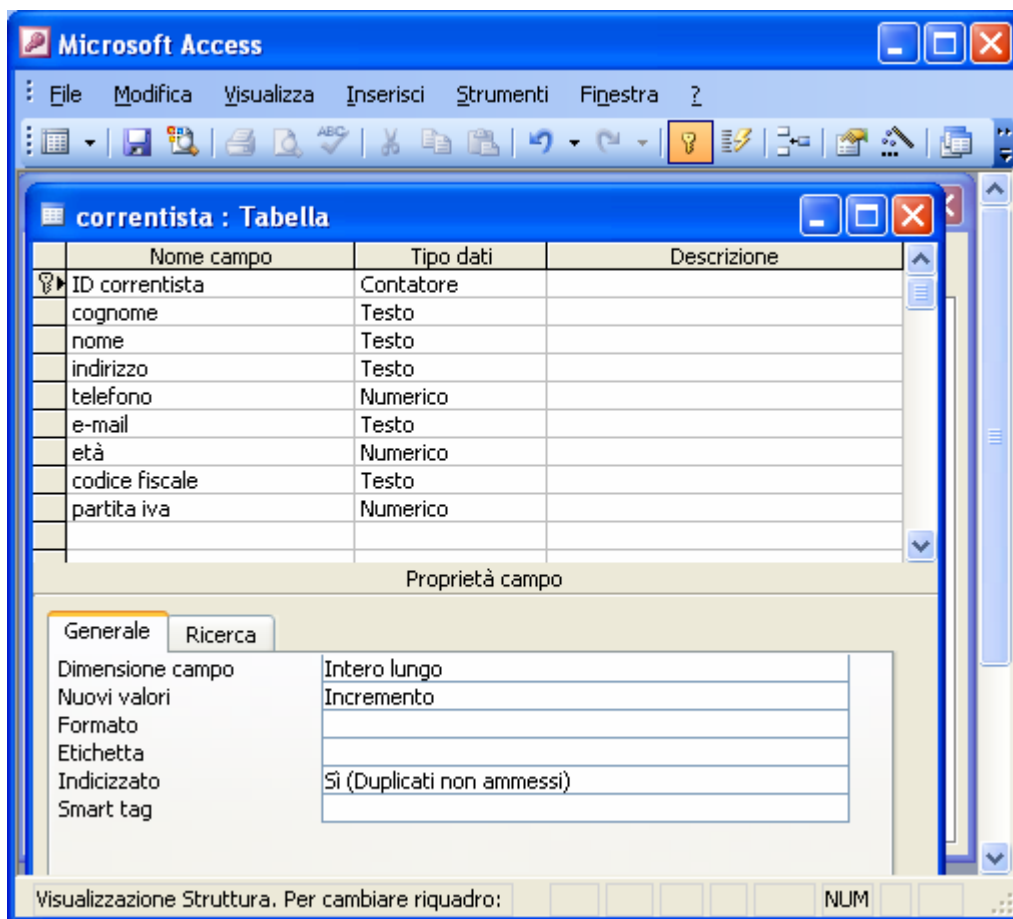 Microsoft Access
File Modifica Visualizza Inserisci Strumenti Finestra ?
ABC
correntista : Tabella
Nome campo Tipo dati Descrizione
ID correntista Contatore
cognome Testo
nome Testo
indirizzo Testo
telefono Numerico
e-mail Testo
età Numerico
codice fiscale Testo
partita iva Numerico
Proprietà campo
Generale Ricerca
Dimensione campo Intero lungo
Nuovi valori Incremento
Formato
Etichetta
Indicizzato Sì (Duplicati non ammessi)
Smart tag
Visualizzazione Struttura. Per cambiare riquadro: NUM